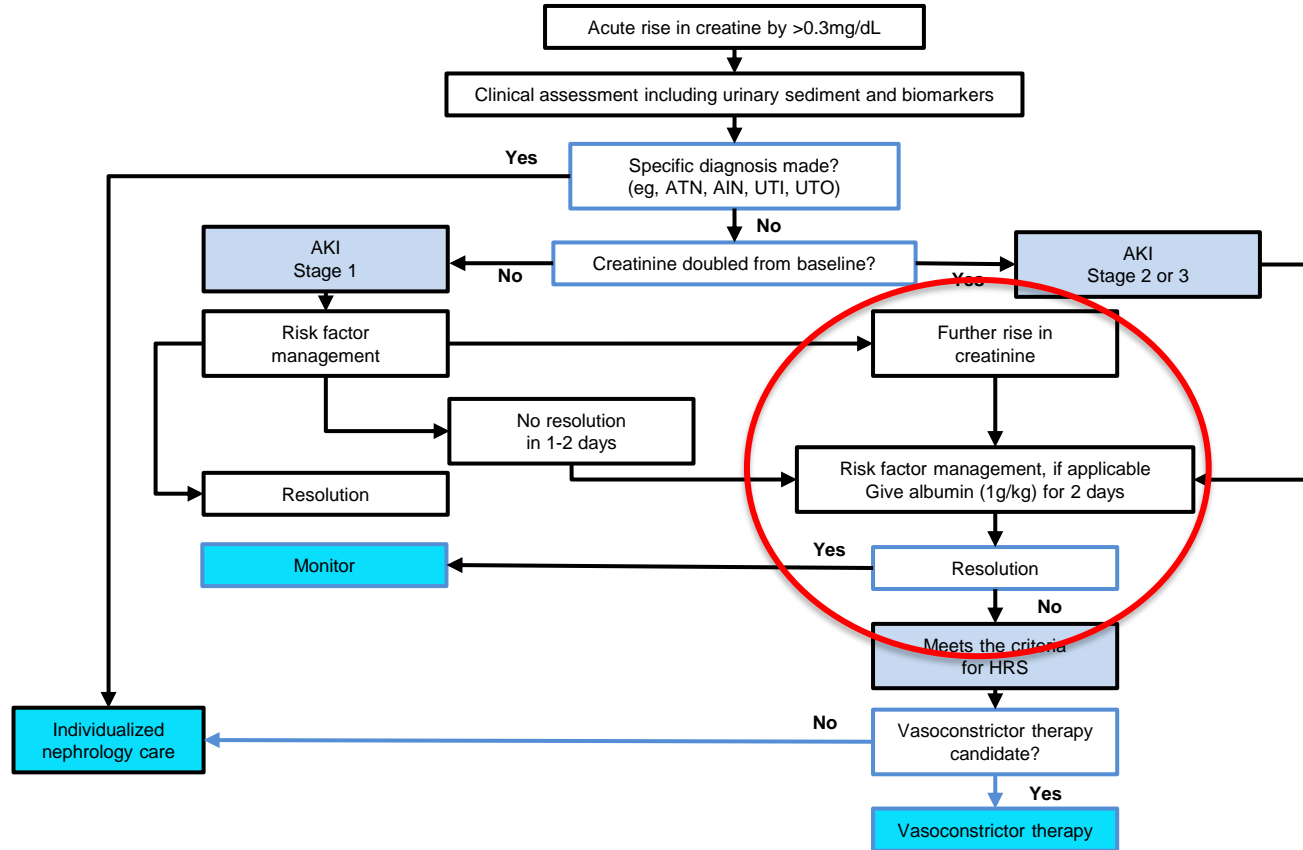 Acute rise in creatine by >0.3mg/dL
Clinical assessment including urinary sediment and biomarkers
Yes
Specific diagnosis made?
(eg, ATN, AIN, UTI, UTO)
No
AKI
Stage 1
No
Creatinine doubled from baseline?
Yes
AKI
Stage 2 or 3
Risk factor
management
Further rise in
creatinine
No resolution
in 1-2 days
Risk factor management, if applicable
Give albumin (1g/kg) for 2 days
Resolution
Monitor
Yes
Resolution
No
Meets the criteria
for HRS
Individualized
nephrology care
No
Vasoconstrictor therapy
candidate?
Yes
Vasoconstrictor therapy